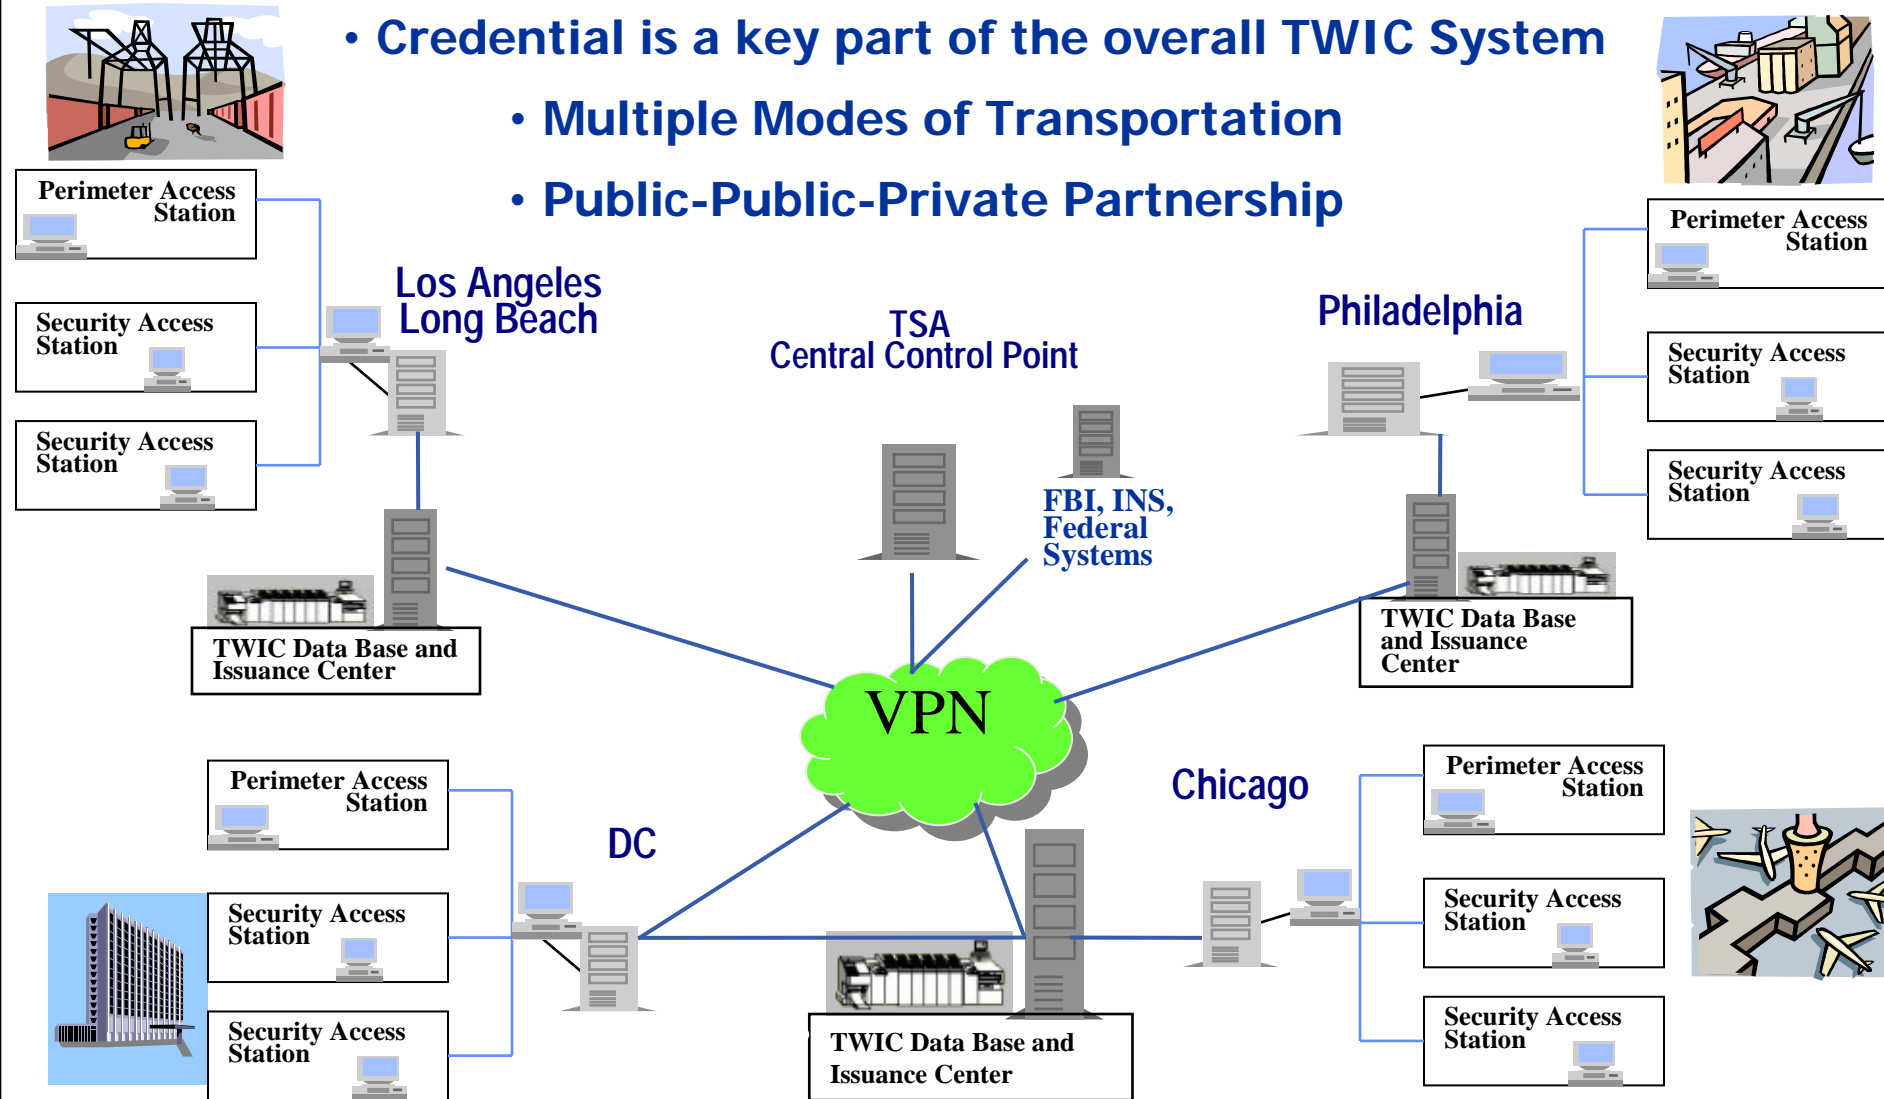 • Credential is a key part of the overall TWIC System
• Multiple Modes of Transportation
• Public-Public-Private Partnership
Perimeter Access
Station
Security Access
Station
Security Access
Station
Los Angeles
Long Beach
TWIC Data Base and
Issuance Center
TSA
Central Control Point
FBI, INS,
Federal
Systems
Philadelphia
Perimeter Access
Station
Security Access
Station
Security Access
Station
TWIC Data Base
and Issuance
Center
VPN
Perimeter Access
Station
Security Access
Station
Security Access
Station
DC
TWIC Data Base and
Issuance Center
Chicago
Perimeter Access
Station
Security Access
Station
Security Access
Station